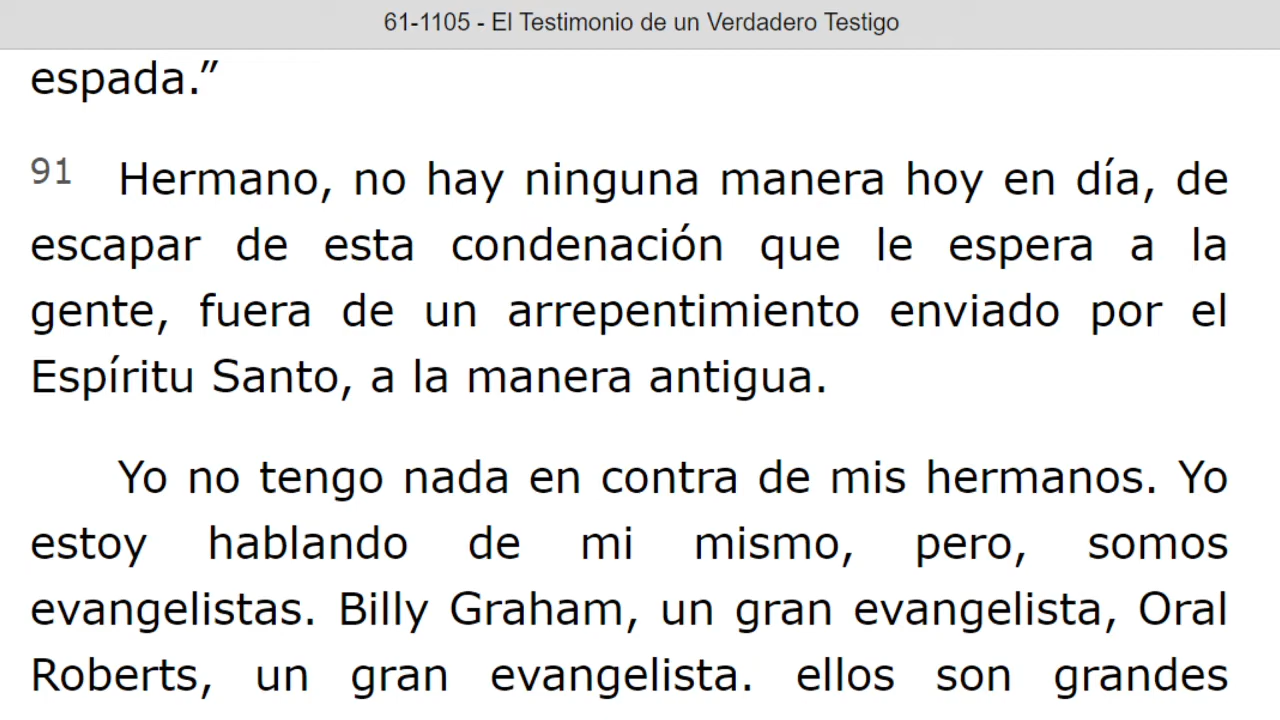 61-1105 - El Testimonio de un Verdadero Testigo
espada.”
91 Hermano, no hay ninguna manera hoy en día, de
escapar de esta condenación que le espera a la
gente, fuera de un arrepentimiento enviado por el
Espíritu Santo, a la manera antigua.
Yo no tengo nada en contra de mis hermanos. Yo
estoy hablando de mi mismo, pero, somos
evangelistas. Billy Graham, un gran evangelista, Oral
Roberts, un gran evangelista. ellos son grandes